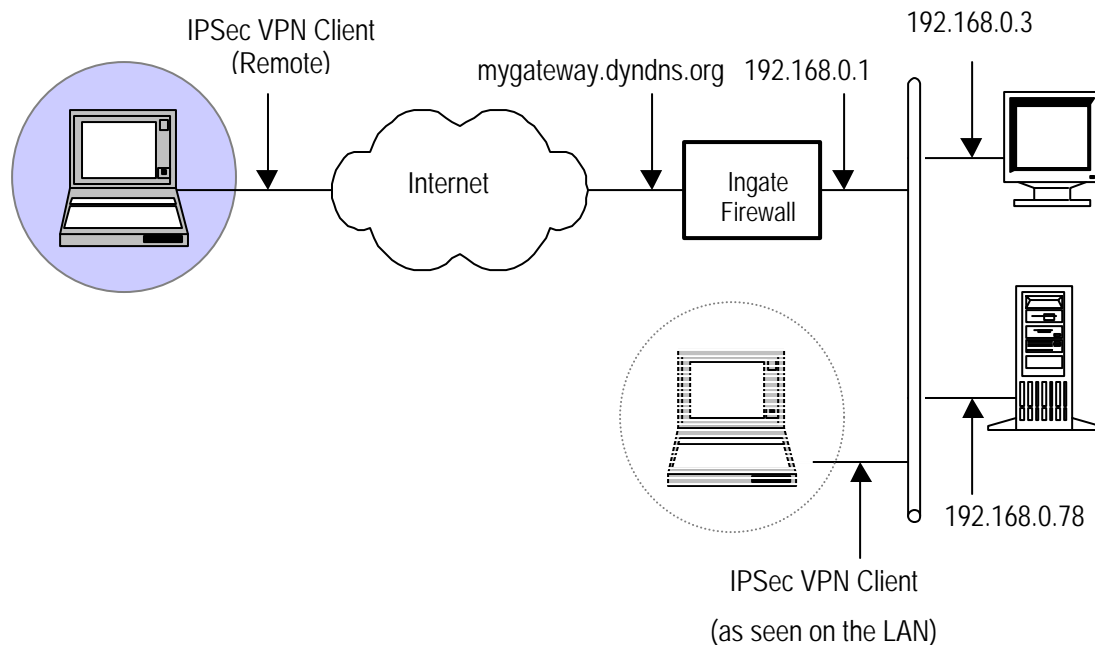 IPSec VPN Client
(Remote)
mygateway.dyndns.org
192.168.0.1
192.168.0.3
Internet
Ingate
Firewall
192.168.0.78
IPSec VPN Client
(as seen on the LAN)